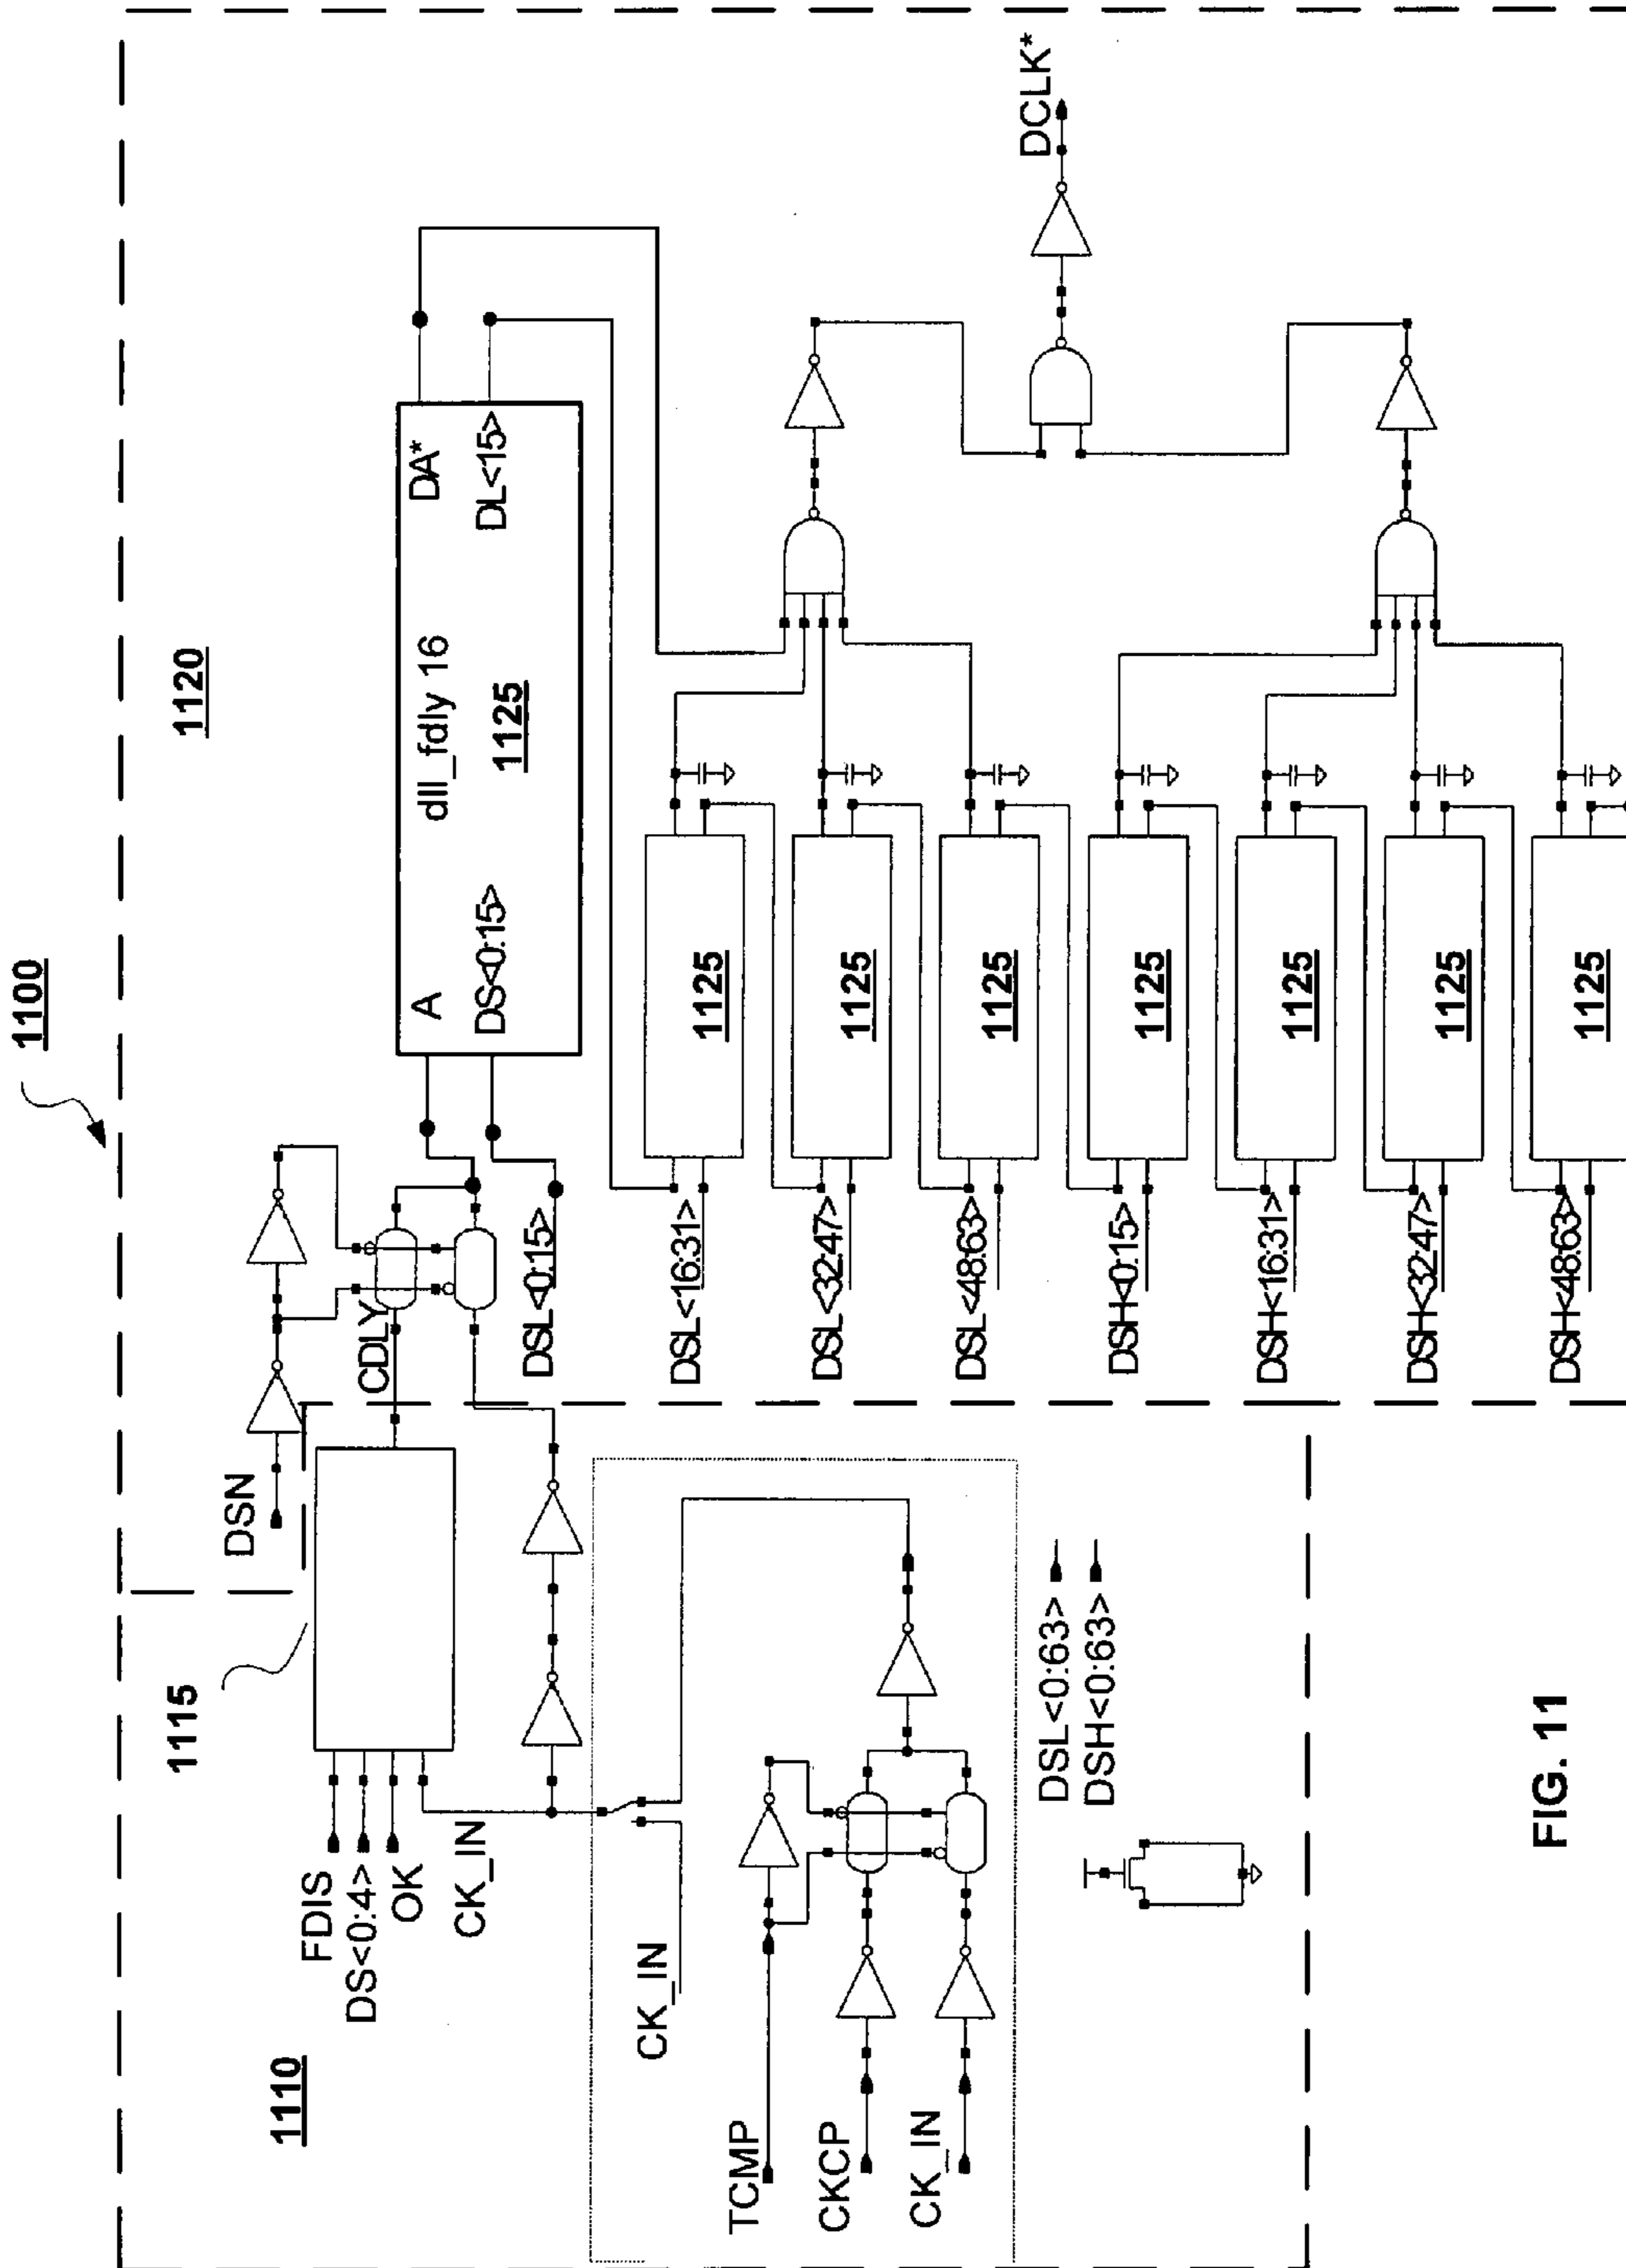 1100
1110
1115
1120
FDIS
DS<0:4>
OK
CK_IN
DSN
CDLY
A
DA*
dll_fdly 16
DS<0:15>
1125
DL<15>
DSL<0:15>
DSL<16:31>
1125
DSL<32:47>
1125
DSL<48:63>
1125
DSH<0:15>
1125
DSH<16:31>
1125
DSH<32:47>
1125
DSH<48:63>
1125
DCLK*
CK_IN
TCMP
CKCP
CK_IN
DSL<0:63>
DSH<0:63>
FIG. 11